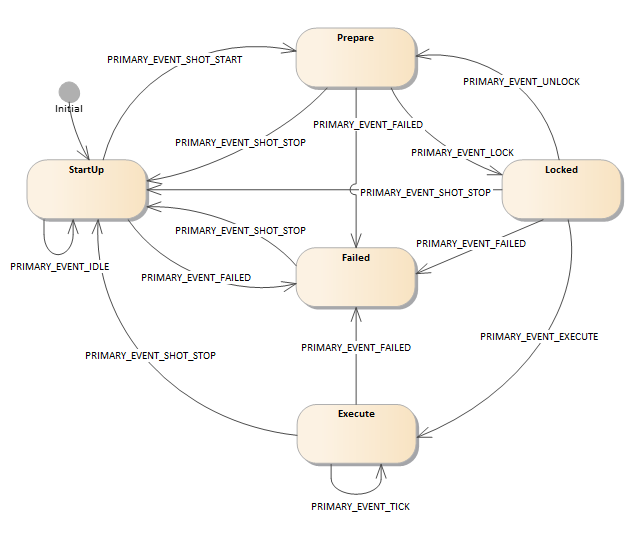 Prepare
PRIMARY_EVENT_SHOT_START
PRIMARY_EVENT_UNLOCK
Initial
PRIMARY_EVENT_FAILED
PRIMARY_EVENT_SHOT_STOP
PRIMARY_EVENT_LOCK
StartUp
Locked
PRIMARY_EVENT_SHOT_STOP
PRIMARY_EVENT_SHOT_STOP
PRIMARY_EVENT_FAILED
Failed
PRIMARY_EVENT_IDLE
PRIMARY_EVENT_FAILED
PRIMARY_EVENT_EXECUTE
PRIMARY_EVENT_FAILED
PRIMARY_EVENT_SHOT_STOP
Execute
PRIMARY_EVENT_TICK